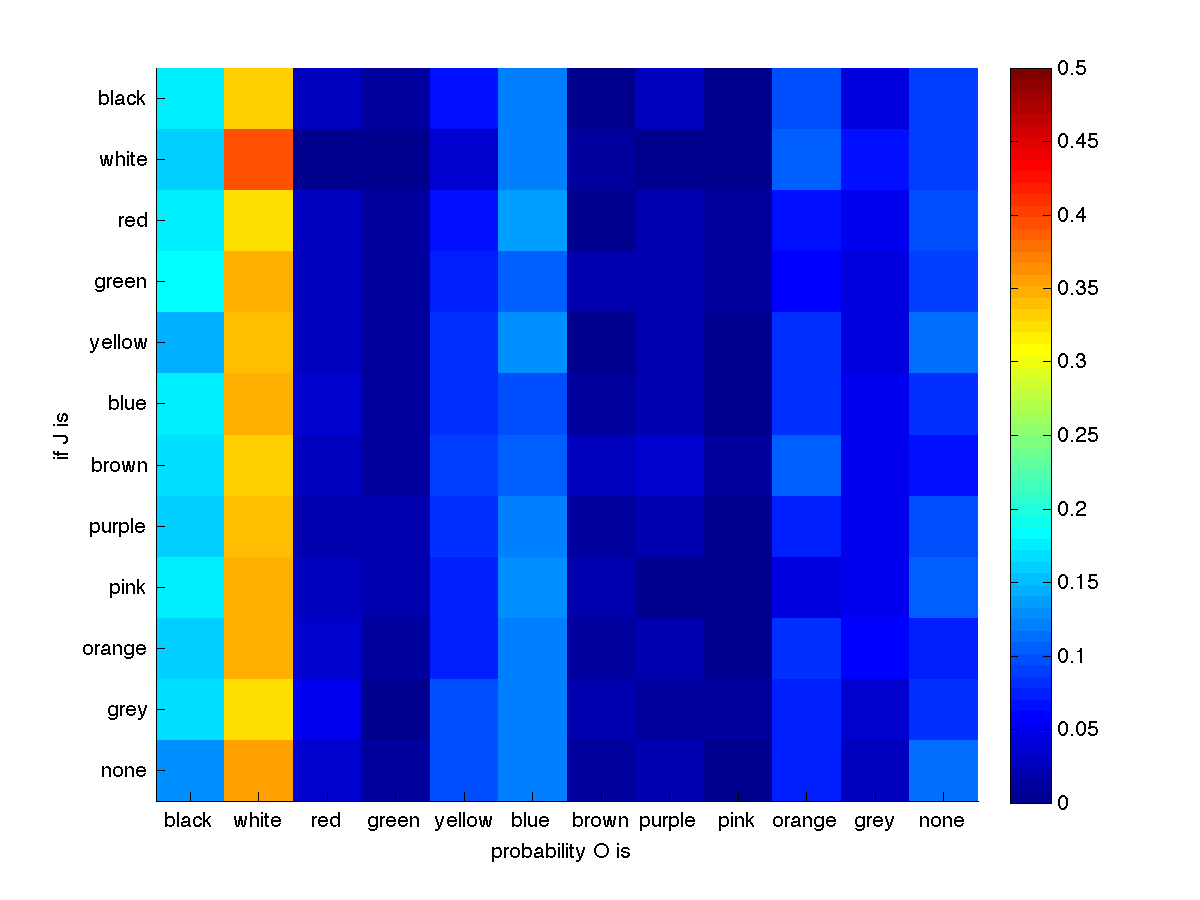 black
white
red
green
yellow
blue
brown
purple
pink
orange
grey
none
if J is
black white red green yellow blue brown purple pink orange grey none
probability O is
0.5
0.45
0.4
0.35
0.3
0.25
0.2
0.15
0.1
0.05
0